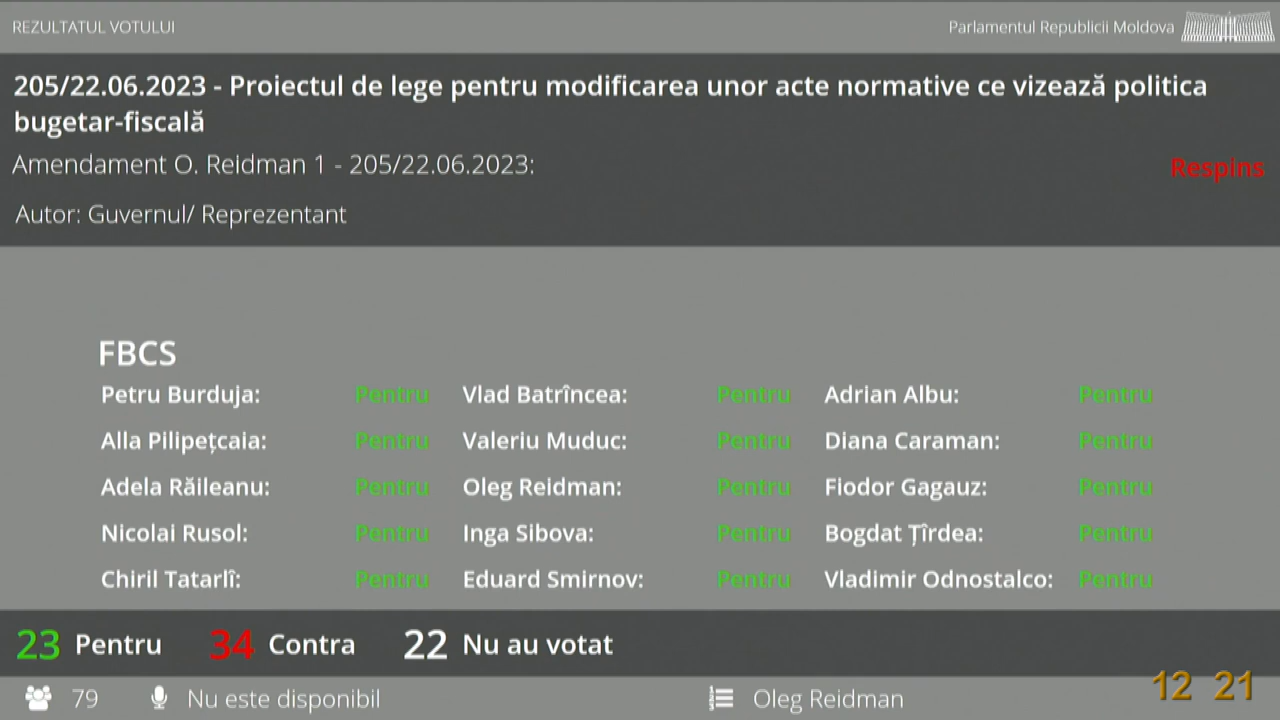 REZULTATUL VOTULUI
Parlamentul Republicii Moldova
205/22.06.2023 - Proiectul de lege pentru modificarea unor acte normative ce vizează politica
bugetar-fiscală
Amendament O. Reidman 1 - 205/22.06.2023:
Respins
Autor: Guvernul/ Reprezentant
FBCS
Petru Burduja: Pentru Vlad Batrîncea: Pentru Adrian Albu: Pentru
Alla Pilipețcaia: Pentru Valeriu Muduc: Pentru Diana Caraman: Pentru
Adela Răileanu: Pentru Oleg Reidman: Pentru Fiodor Gagauz: Pentru
Nicolai Rusol: Pentru Inga Sibova: Pentru Bogdat Țîrdea: Pentru
Chiril Tatarlî: Pentru Eduard Smirnov: Pentru Vladimir Odnostalco: Pentru
23 Pentru 34 Contra 22 Nu au votat
79 Nu este disponibil Oleg Reidman
12 21